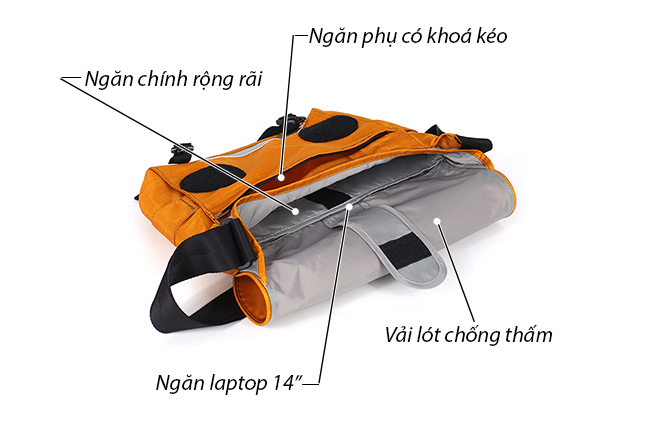 Ngăn phụ có khoá kéo
Ngăn chính rộng rãi
Vải lót chống thấm
Ngăn laptop 14”